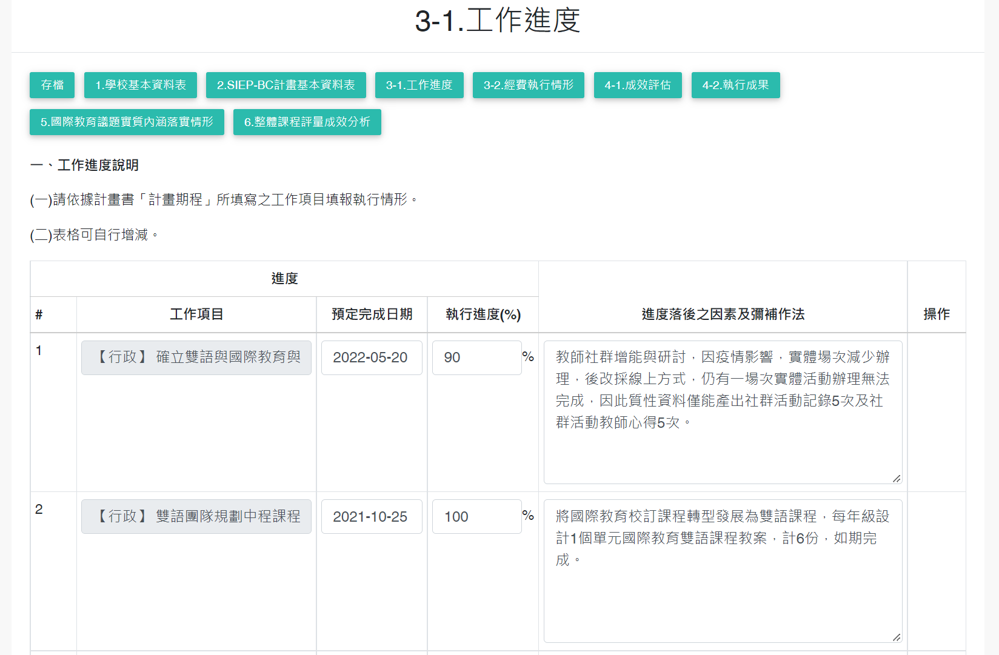 3-1.工作進度
存檔 1.學校基本資料表 2.SIEP-BC計畫基本資料表 3-1.工作進度 3-2.經費執行情形 4-1.成效評估 4-2.執行成果
5.國際教育議題實質內涵落實情形 6.整體課程評量成效分析
一、工作進度說明
(一)請依據計畫書「計畫期程」所填寫之工作項目填報執行情形。
(二)表格可自行增減。
進度
# 工作項目 預定完成日期 執行進度(%) 進度落後之因素及彌補作法 操作
1 【行政】 確立雙語與國際教育與 2022-05-20 90 %
教師社群增能與研討，因疫情影響，實體場次減少辦
理，後改採線上方式，仍有一場次實體活動辦理無法
完成，因此質性資料僅能產出社群活動記錄5次及社
群活動教師心得5次。
2 【行政】 雙語團隊規劃中程課程 2021-10-25 100 %
將國際教育校訂課程轉型發展為雙語課程，每年級設
計1個單元國際教育雙語課程教案，計6份，如期完
成。